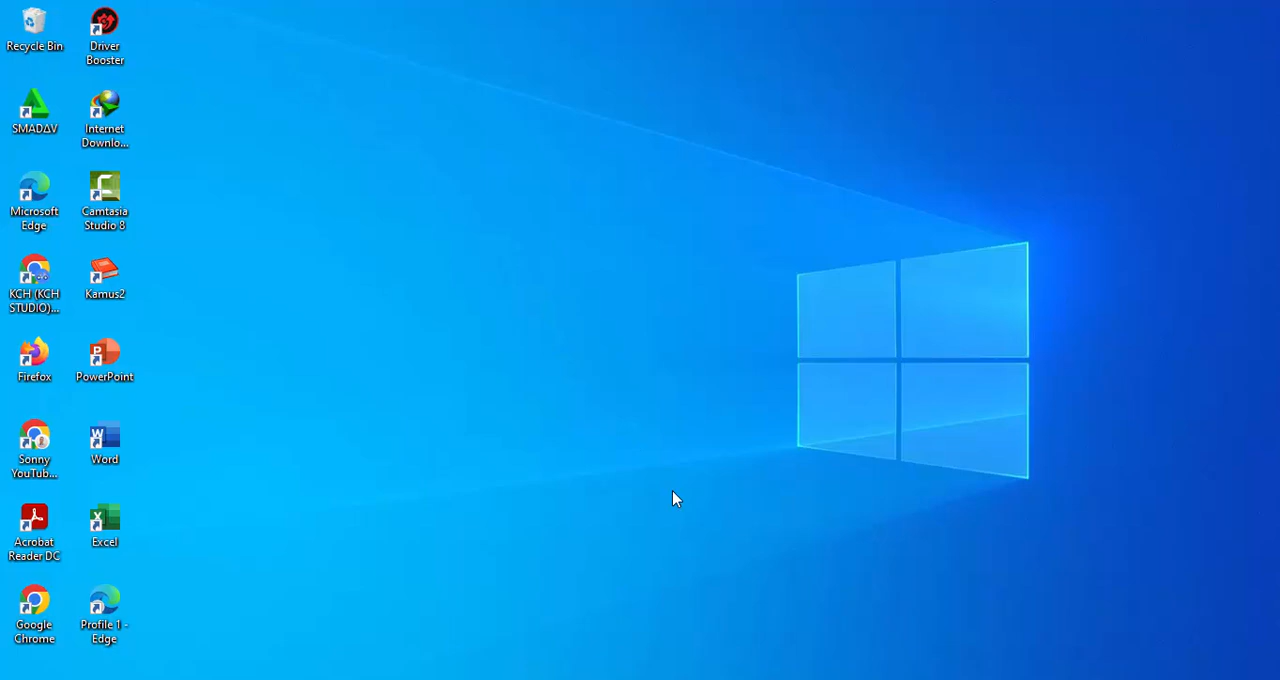 Recycle Bin
Driver
Booster
SMADΔV
Internet
Downlo...
Microsoft
Edge
Camtasia
Studio 8
KCH (KCH
STUDIO)...
Kamus2
Firefox
PowerPoint
Sonny
YouTub...
Word
Acrobat
Reader DC
Excel
Google
Chrome
Profile 1 -
Edge